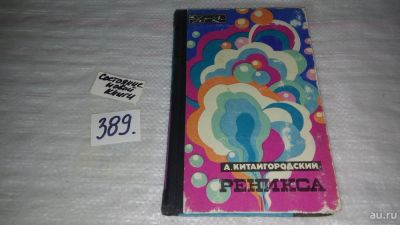 Состояние
новой
книги
389.
А. КИТАЙГОРОДСКИЙ
РЕНИКСА
au.ru